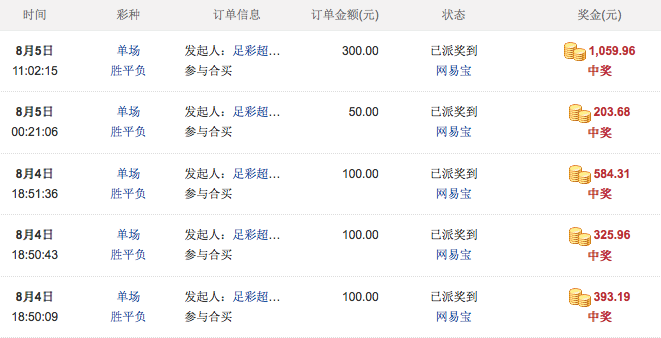 时间 彩种 订单信息 订单金额(元) 状态 奖金(元)
8月5日 单场 发起人：足彩超… 300.00 已派奖到 1,059.96
11:02:15 胜平负 参与合买 网易宝 中奖
8月5日 单场 发起人：足彩超… 50.00 已派奖到 203.68
00:21:06 胜平负 参与合买 网易宝 中奖
8月4日 单场 发起人：足彩超… 100.00 已派奖到 584.31
18:51:36 胜平负 参与合买 网易宝 中奖
8月4日 单场 发起人：足彩超… 100.00 已派奖到 325.96
18:50:43 胜平负 参与合买 网易宝 中奖
8月4日 单场 发起人：足彩超… 100.00 已派奖到 393.19
18:50:09 胜平负 参与合买 网易宝 中奖